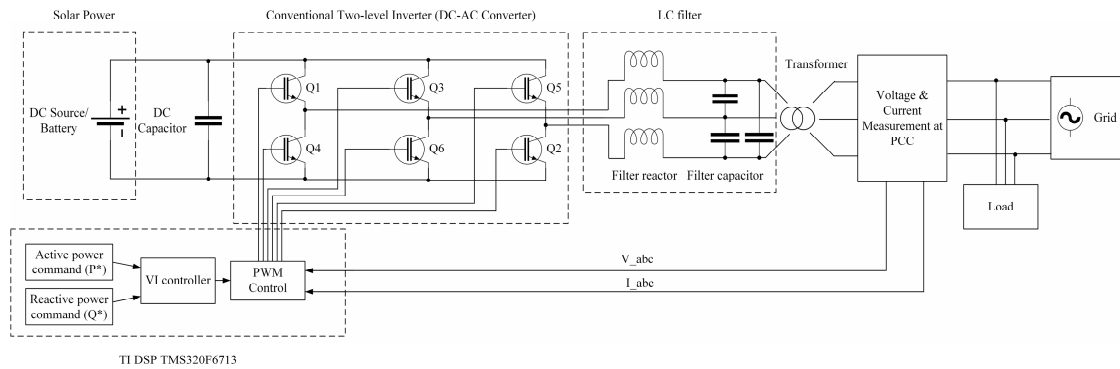 Solar Power
Conventional Two-level Inverter (DC-AC Converter)
LC filter
Transformer
DC Source/
Battery
+
-
DC
Capacitor
Q1
Q3
Q5
Q4
Q6
Q2
Filter reactor
Filter capacitor
Voltage &
Current
Measurement at
PCC
Grid
Load
Active power
command (P*)
Reactive power
command (Q*)
VI controller
PWM
Control
V_abc
I_abc
TI DSP TMS320F6713